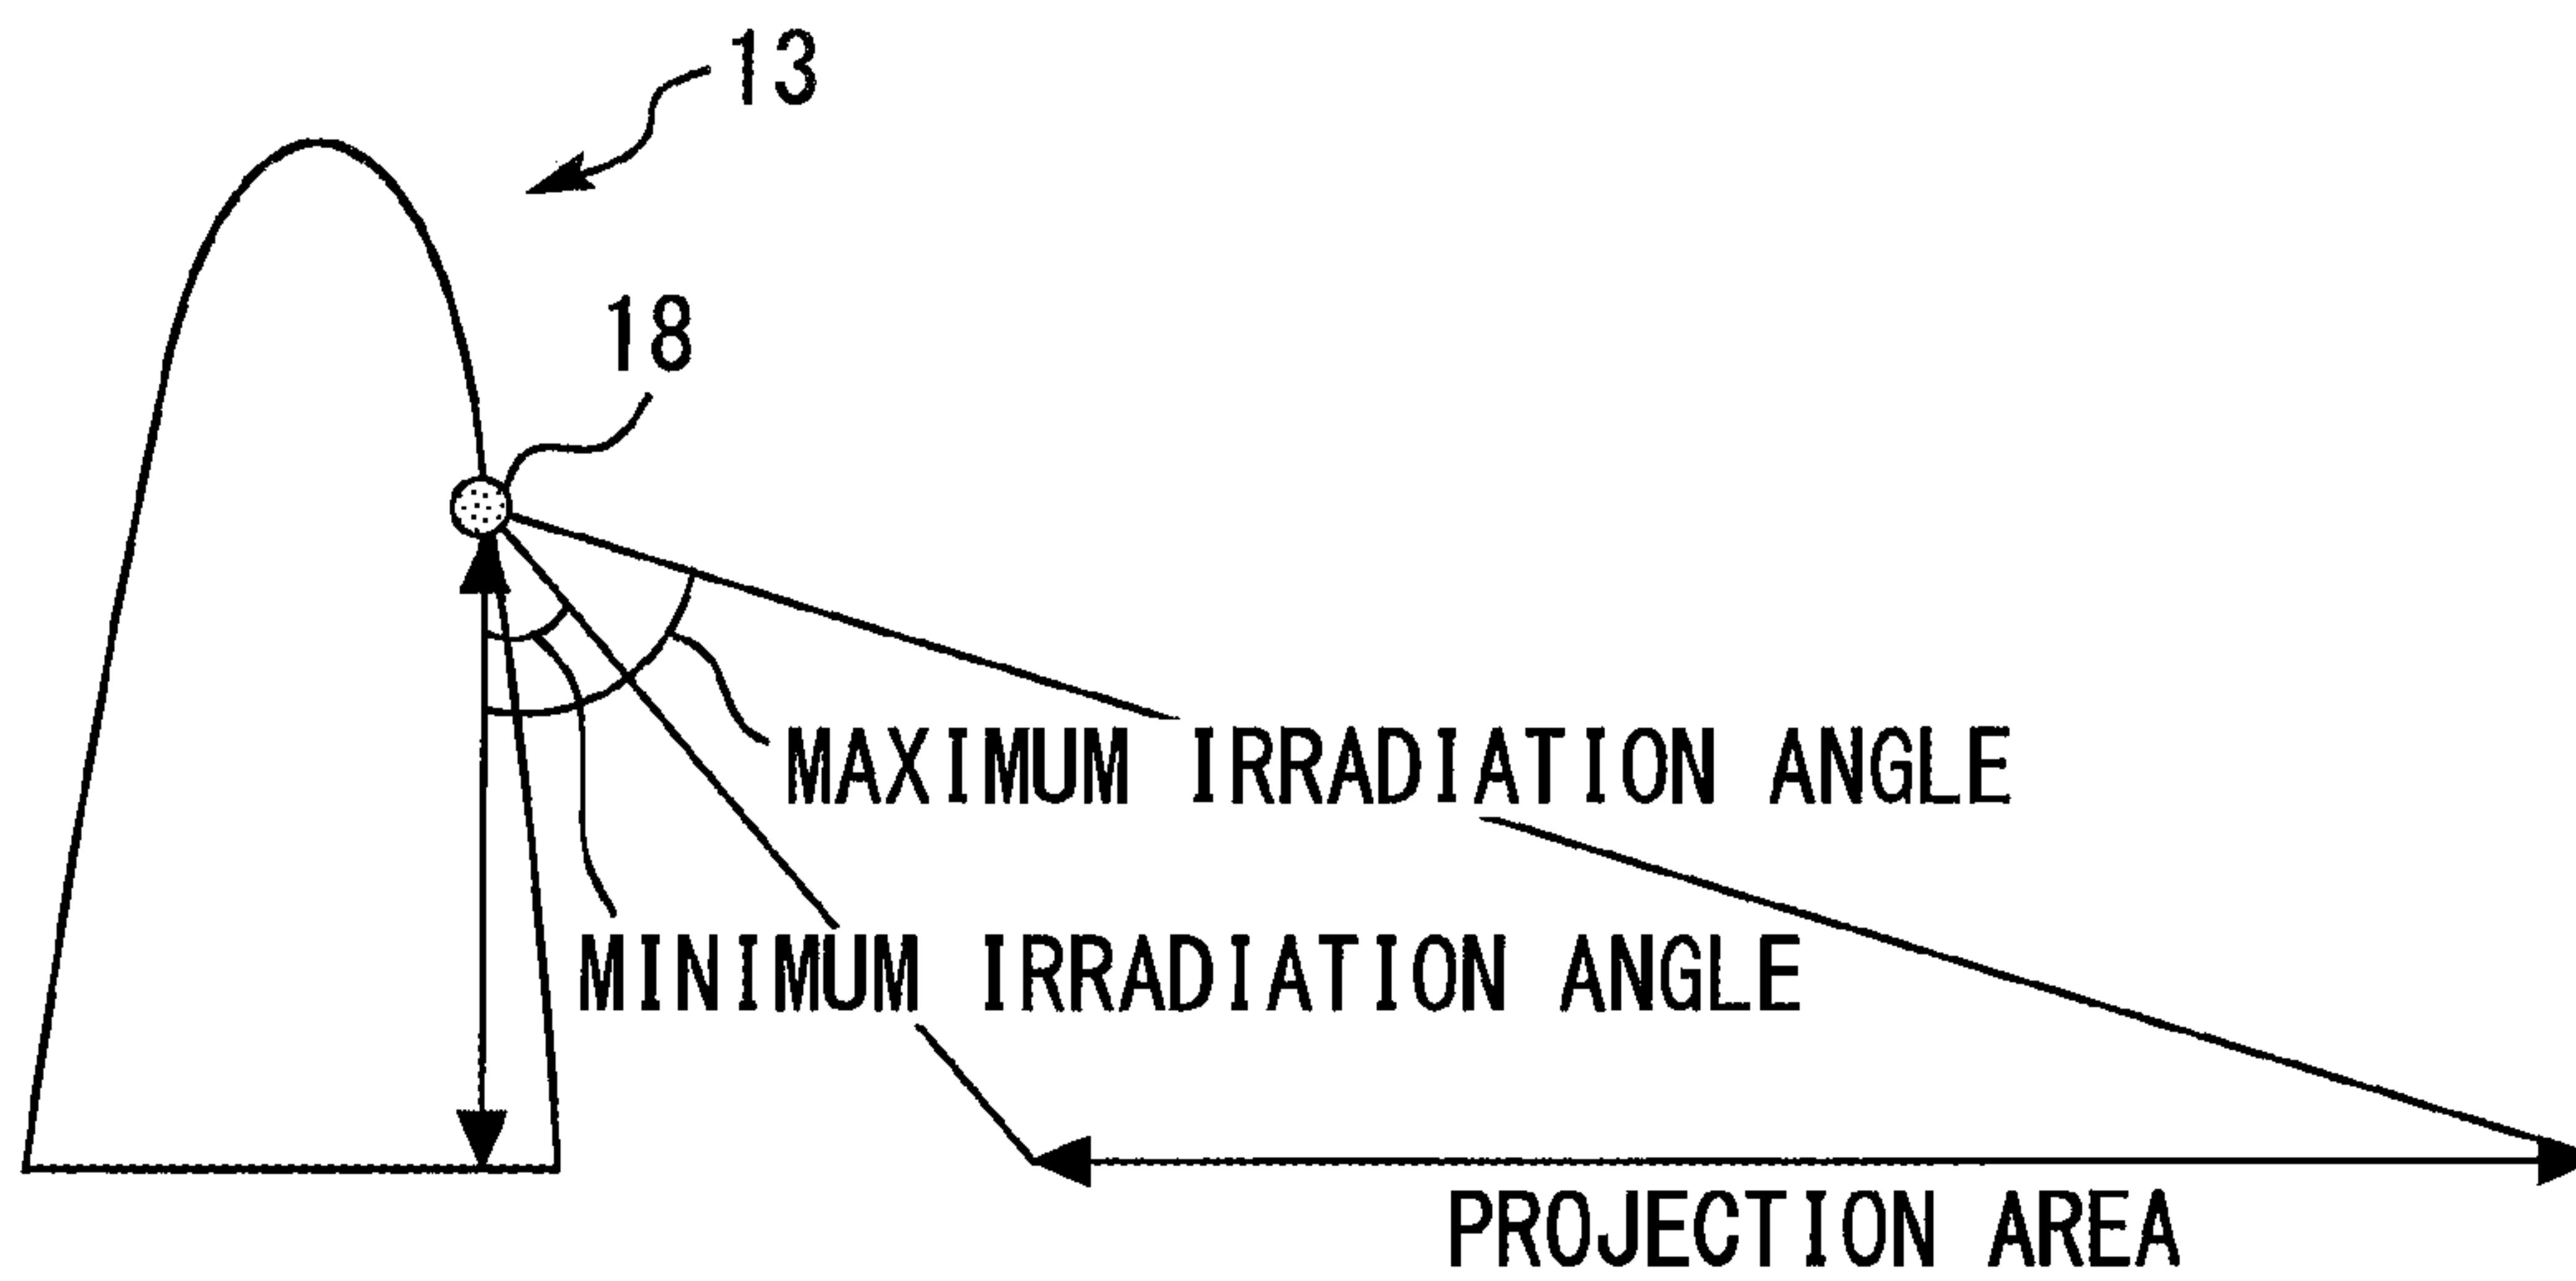 13
18
MAXIMUM IRRADIATION ANGLE
MINIMUM IRRADIATION ANGLE
PROJECTION AREA